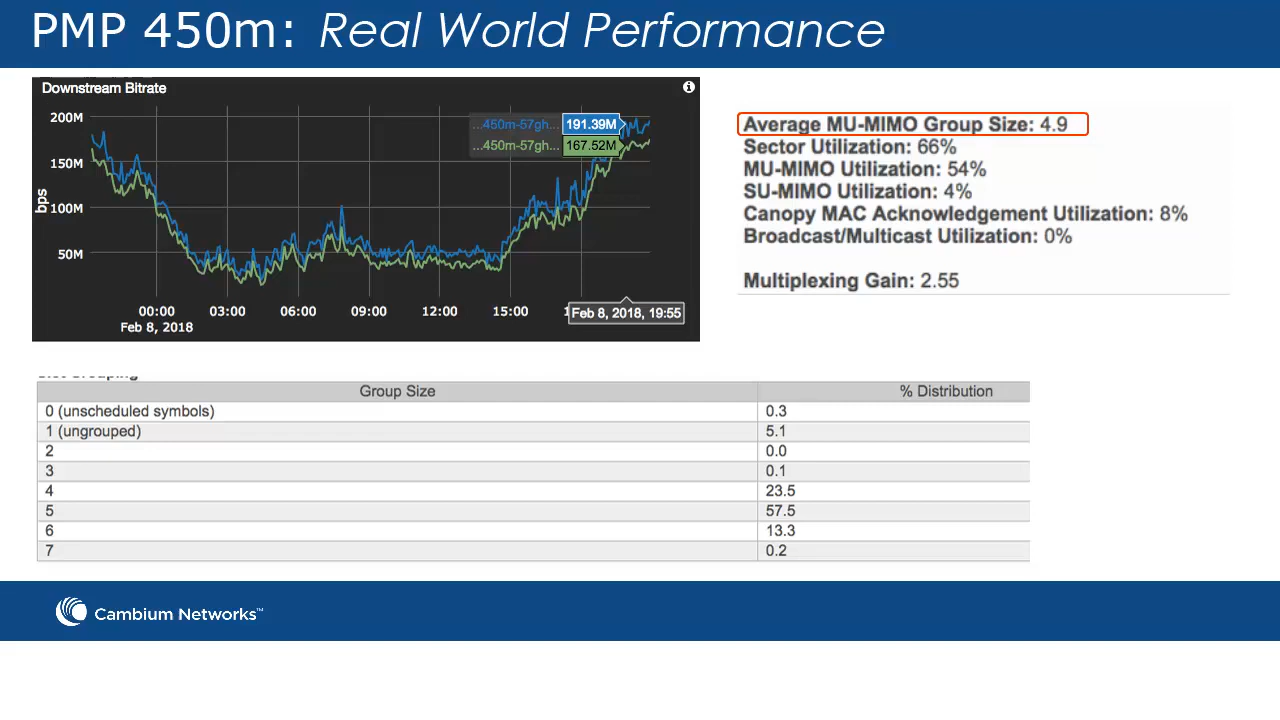 PMP 450m: Real World Performance
Downstream Bitrate
200M
150M
100M
50M
bps
...450m-57gh... 191.39M
...450m-57gh... 167.52M
00:00 03:00 06:00 09:00 12:00 15:00
Feb 8, 2018
Feb 8, 2018, 19:55
Average MU-MIMO Group Size: 4.9
Sector Utilization: 66%
MU-MIMO Utilization: 54%
SU-MIMO Utilization: 4%
Canopy MAC Acknowledgement Utilization: 8%
Broadcast/Multicast Utilization: 0%
Multiplexing Gain: 2.55
Group Size % Distribution
0 (unscheduled symbols) 0.3
1 (ungrouped) 5.1
2 0.0
3 0.1
4 23.5
5 57.5
6 13.3
7 0.2
Cambium Networks™